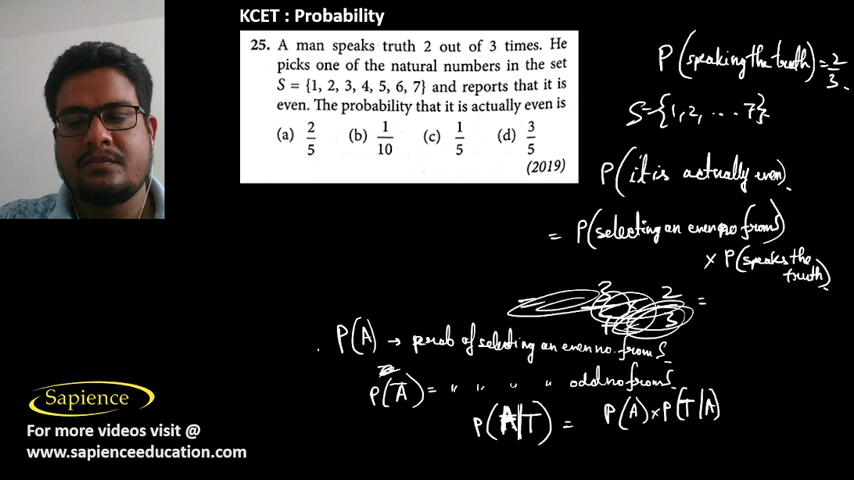 KCET : Probability
25. A man speaks truth 2 out of 3 times. He
picks one of the natural numbers in the set
S = {1, 2, 3, 4, 5, 6, 7} and reports that it is
even. The probability that it is actually even is
(a) 2/5 (b) 1/10 (c) 1/5 (d) 3/5
(2019)
P(speaking the truth) = 2/3.
S={1, 2, ... 7}
P(it is actually even).
= P(selecting an even no from S)
× P(speaks the truth)
2/3 =
P(A) → prob of selecting an even no. from S.
P(A̅) = " " " " odd no from S.
P(A|T) = P(A) × P(T|A)
Sapience
For more videos visit @
www.sapienceeducation.com